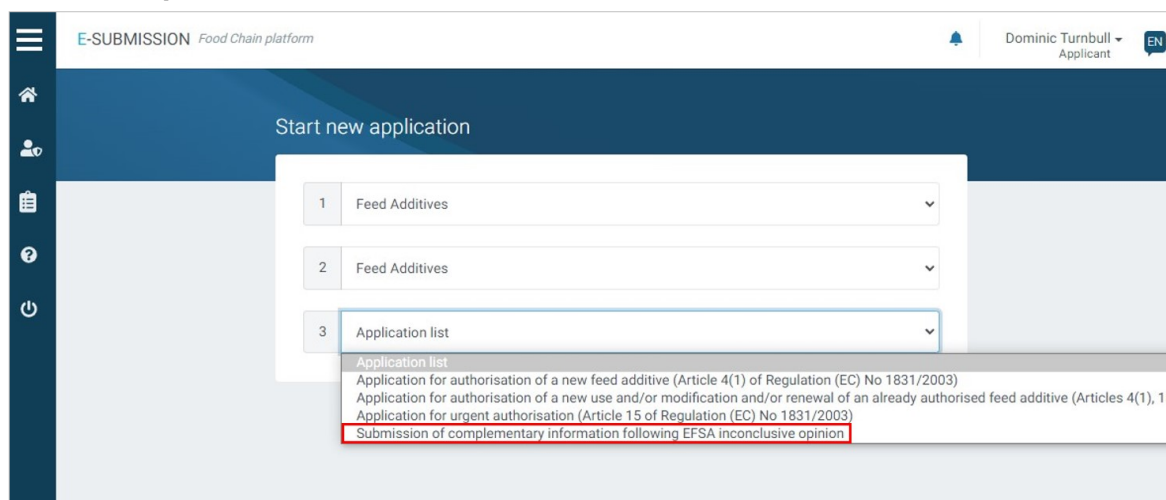 E-SUBMISSION Food Chain platform
Dominic Turnbull
Applicant
EN
Start new application
1 Feed Additives
2 Feed Additives
3 Application list
Application list
Application for authorisation of a new feed additive (Article 4(1) of Regulation (EC) No 1831/2003)
Application for authorisation of a new use and/or modification and/or renewal of an already authorised feed additive (Articles 4(1), 1
Application for urgent authorisation (Article 15 of Regulation (EC) No 1831/2003)
Submission of complementary information following EFSA inconclusive opinion